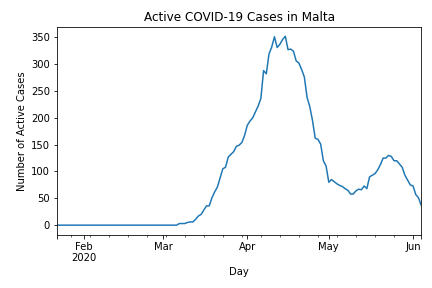 Active COVID-19 Cases in Malta
Number of Active Cases
350
300
250
200
150
100
50
0
Feb
2020
Mar
Apr
May
Jun
Day